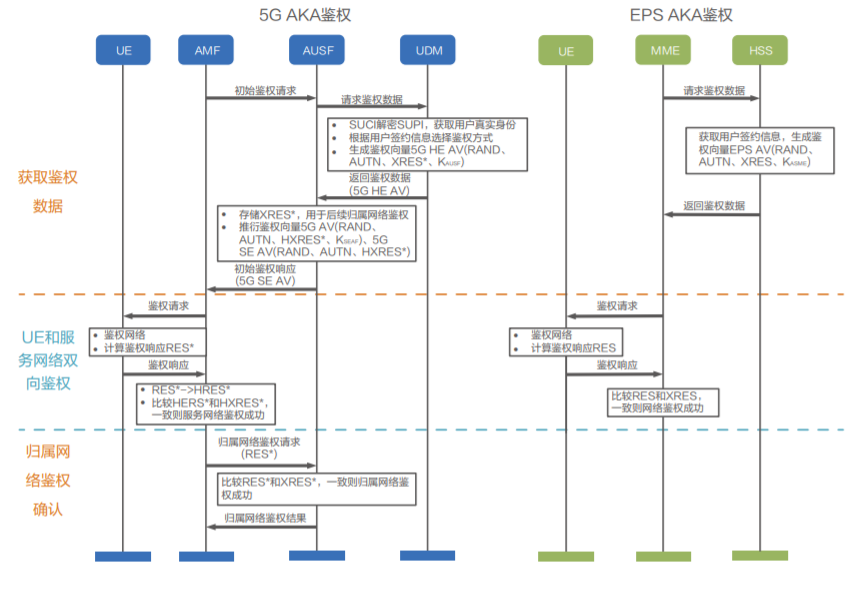 5G AKA鉴权
EPS AKA鉴权
UE
AMF
AUSF
UDM
UE
MME
HSS
初始鉴权请求
请求鉴权数据
• SUCI解密SUPI，获取用户真实身份
• 根据用户签约信息选择鉴权方式
• 生成鉴权向量5G HE AV(RAND、
AUTN、XRES*、KAUSF)
返回鉴权数据
(5G HE AV)
• 存储XRES*，用于后续归属网络鉴权
• 推衍鉴权向量5G AV(RAND、
AUTN、HXRES*、KSEAF)、5G
SE AV(RAND、AUTN、HXRES*)
初始鉴权响应
(5G SE AV)
请求鉴权数据
获取用户签约信息，生成鉴
权向量EPS AV(RAND、
AUTN、XRES、KASME)
返回鉴权数据
获取鉴权
数据
鉴权请求
• 鉴权网络
• 计算鉴权响应RES*
鉴权响应
• RES*->HRES*
• 比较HERS*和HXRES*，
一致则服务网络鉴权成功
鉴权请求
• 鉴权网络
• 计算鉴权响应RES
鉴权响应
比较RES和XRES，
一致则网络鉴权成功
UE和服
务网络双
向鉴权
归属网络鉴权请求
(RES*)
比较RES*和XRES*，一致则归属网络鉴
权成功
归属网络鉴权结果
归属网
络鉴权
确认